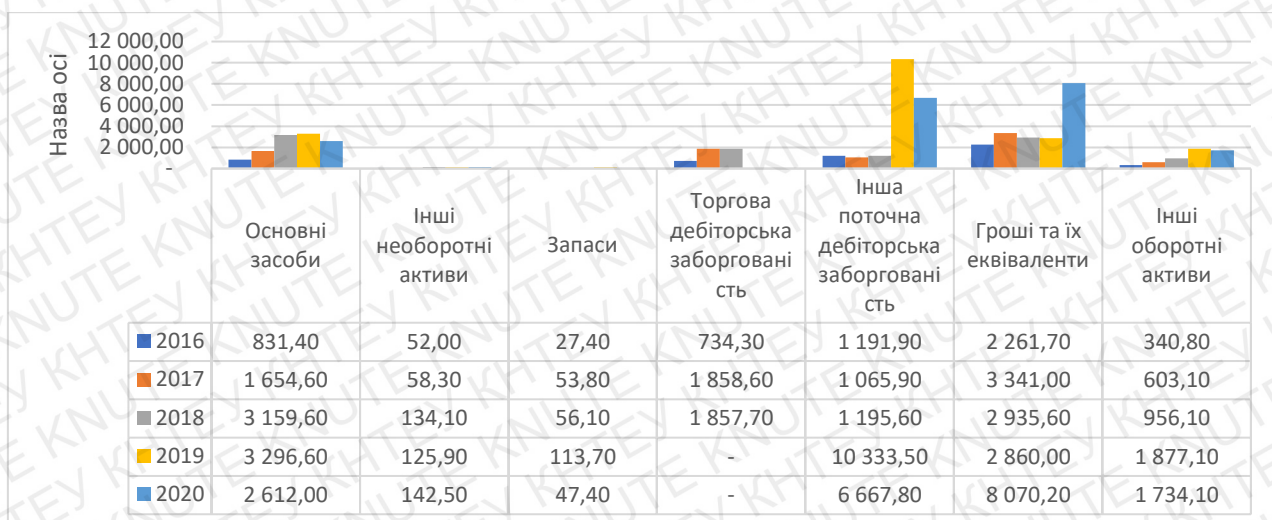 12 000,00
10 000,00
8 000,00
6 000,00
4 000,00
2 000,00
-
Назва осі
Основні
засоби
Інші
необоротні
активи
Запаси
Торгова
дебіторська
заборговані
сть
Інша
поточна
дебіторська
заборговані
сть
Гроші та їх
еквіваленти
Інші
оборотні
активи
2016 831,40 52,00 27,40 734,30 1 191,90 2 261,70 340,80
2017 1 654,60 58,30 53,80 1 858,60 1 065,90 3 341,00 603,10
2018 3 159,60 134,10 56,10 1 857,70 1 195,60 2 935,60 956,10
2019 3 296,60 125,90 113,70 - 10 333,50 2 860,00 1 877,10
2020 2 612,00 142,50 47,40 - 6 667,80 8 070,20 1 734,10